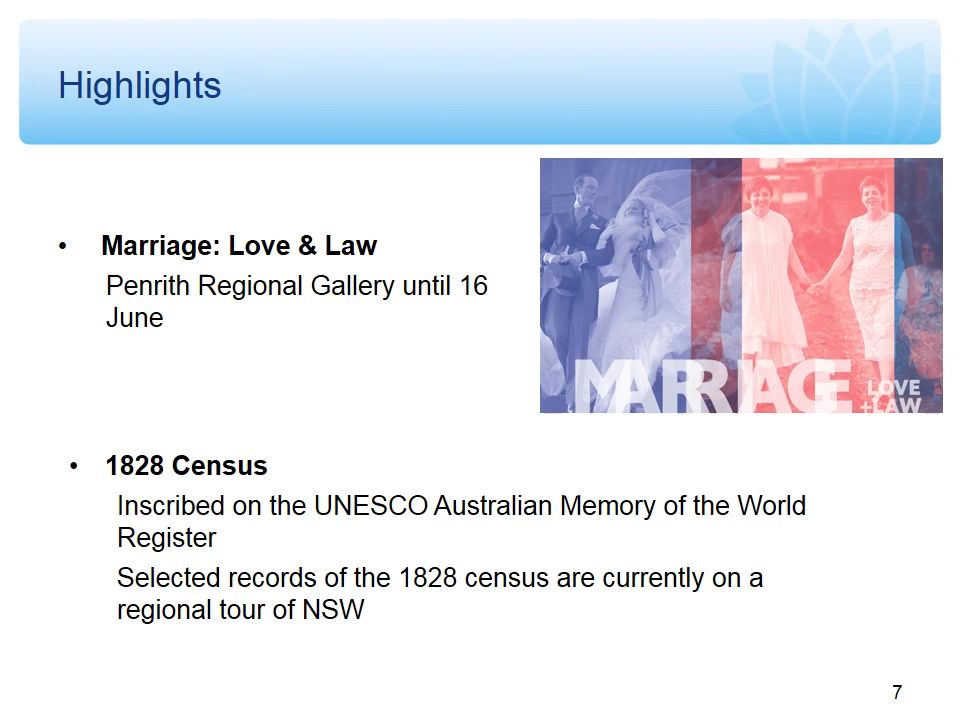 Highlights
• Marriage: Love & Law
Penrith Regional Gallery until 16
June
MARRIAGE
LOVE
+LAW
• 1828 Census
Inscribed on the UNESCO Australian Memory of the World
Register
Selected records of the 1828 census are currently on a
regional tour of NSW
7